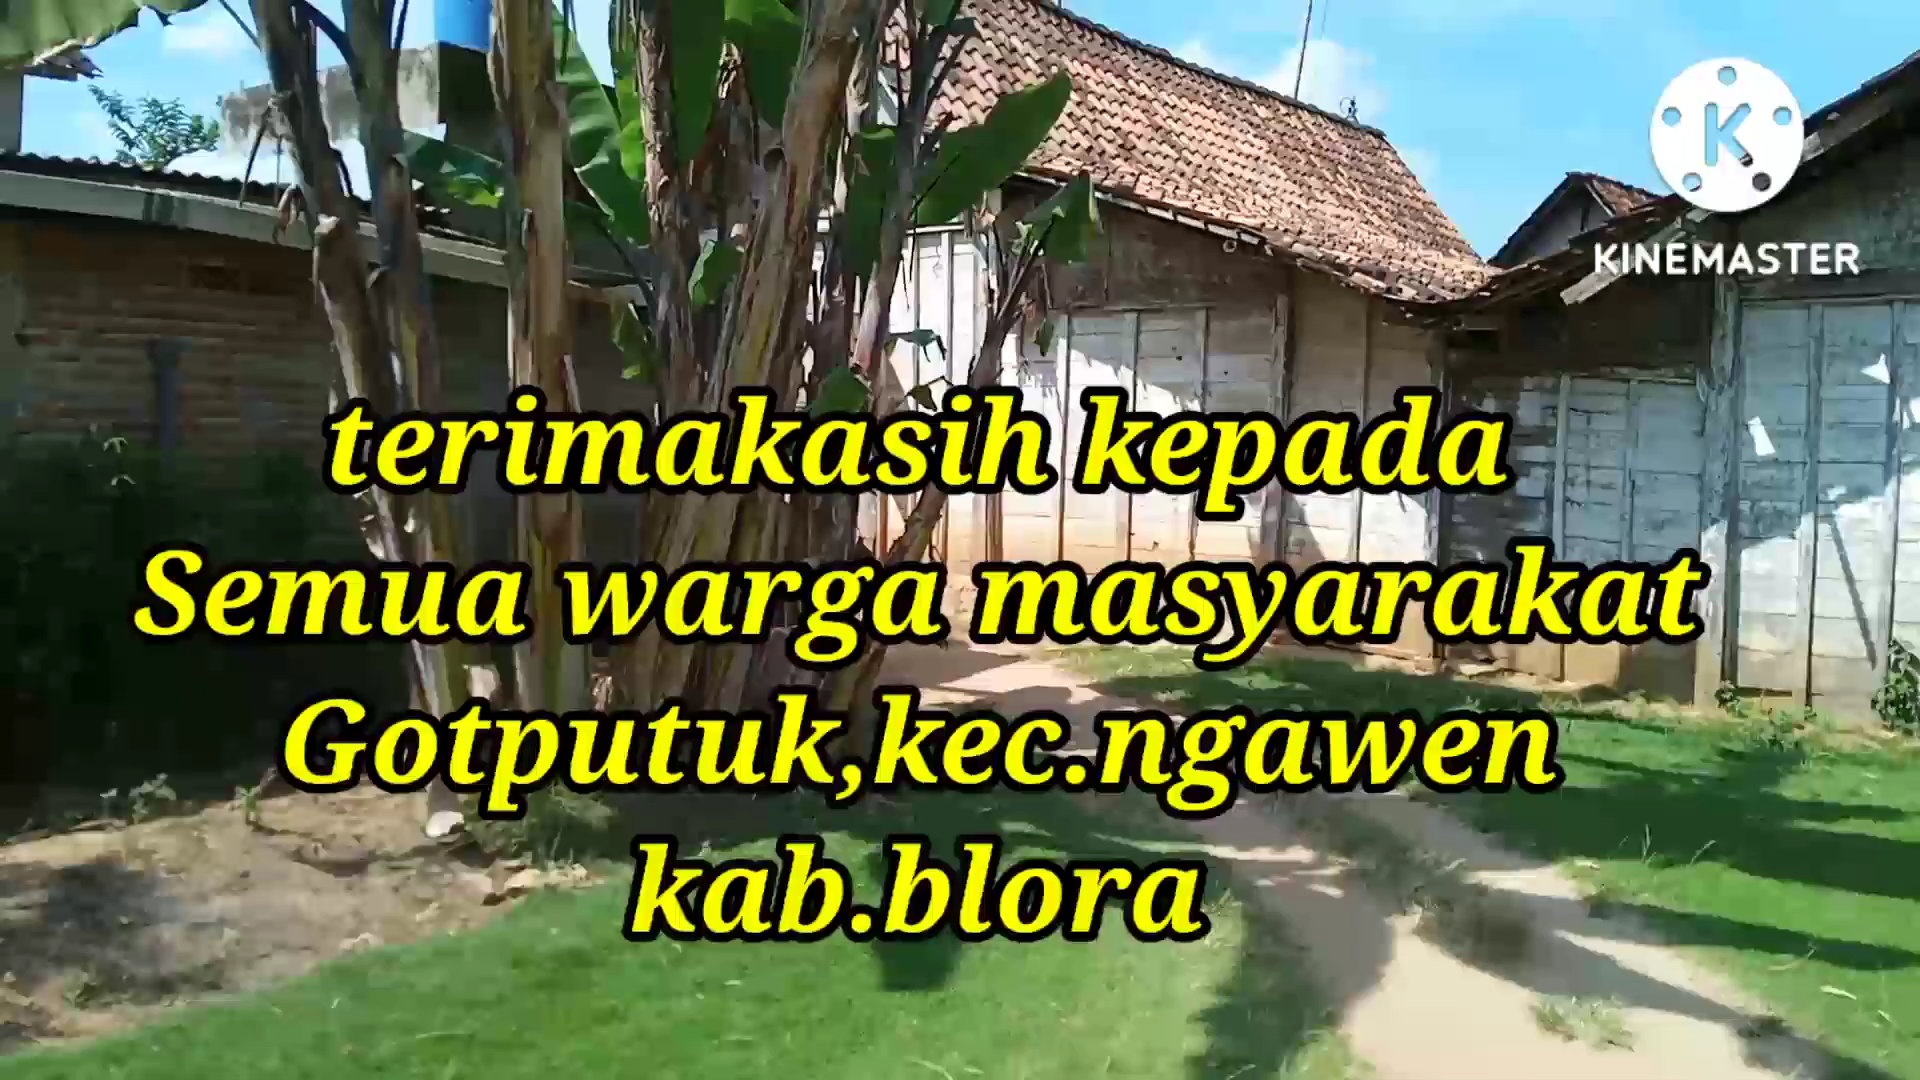 K
KINEMASTER
terimakasih kepada
Semua warga masyarakat
Gotputuk,kec.ngawen
kab.blora